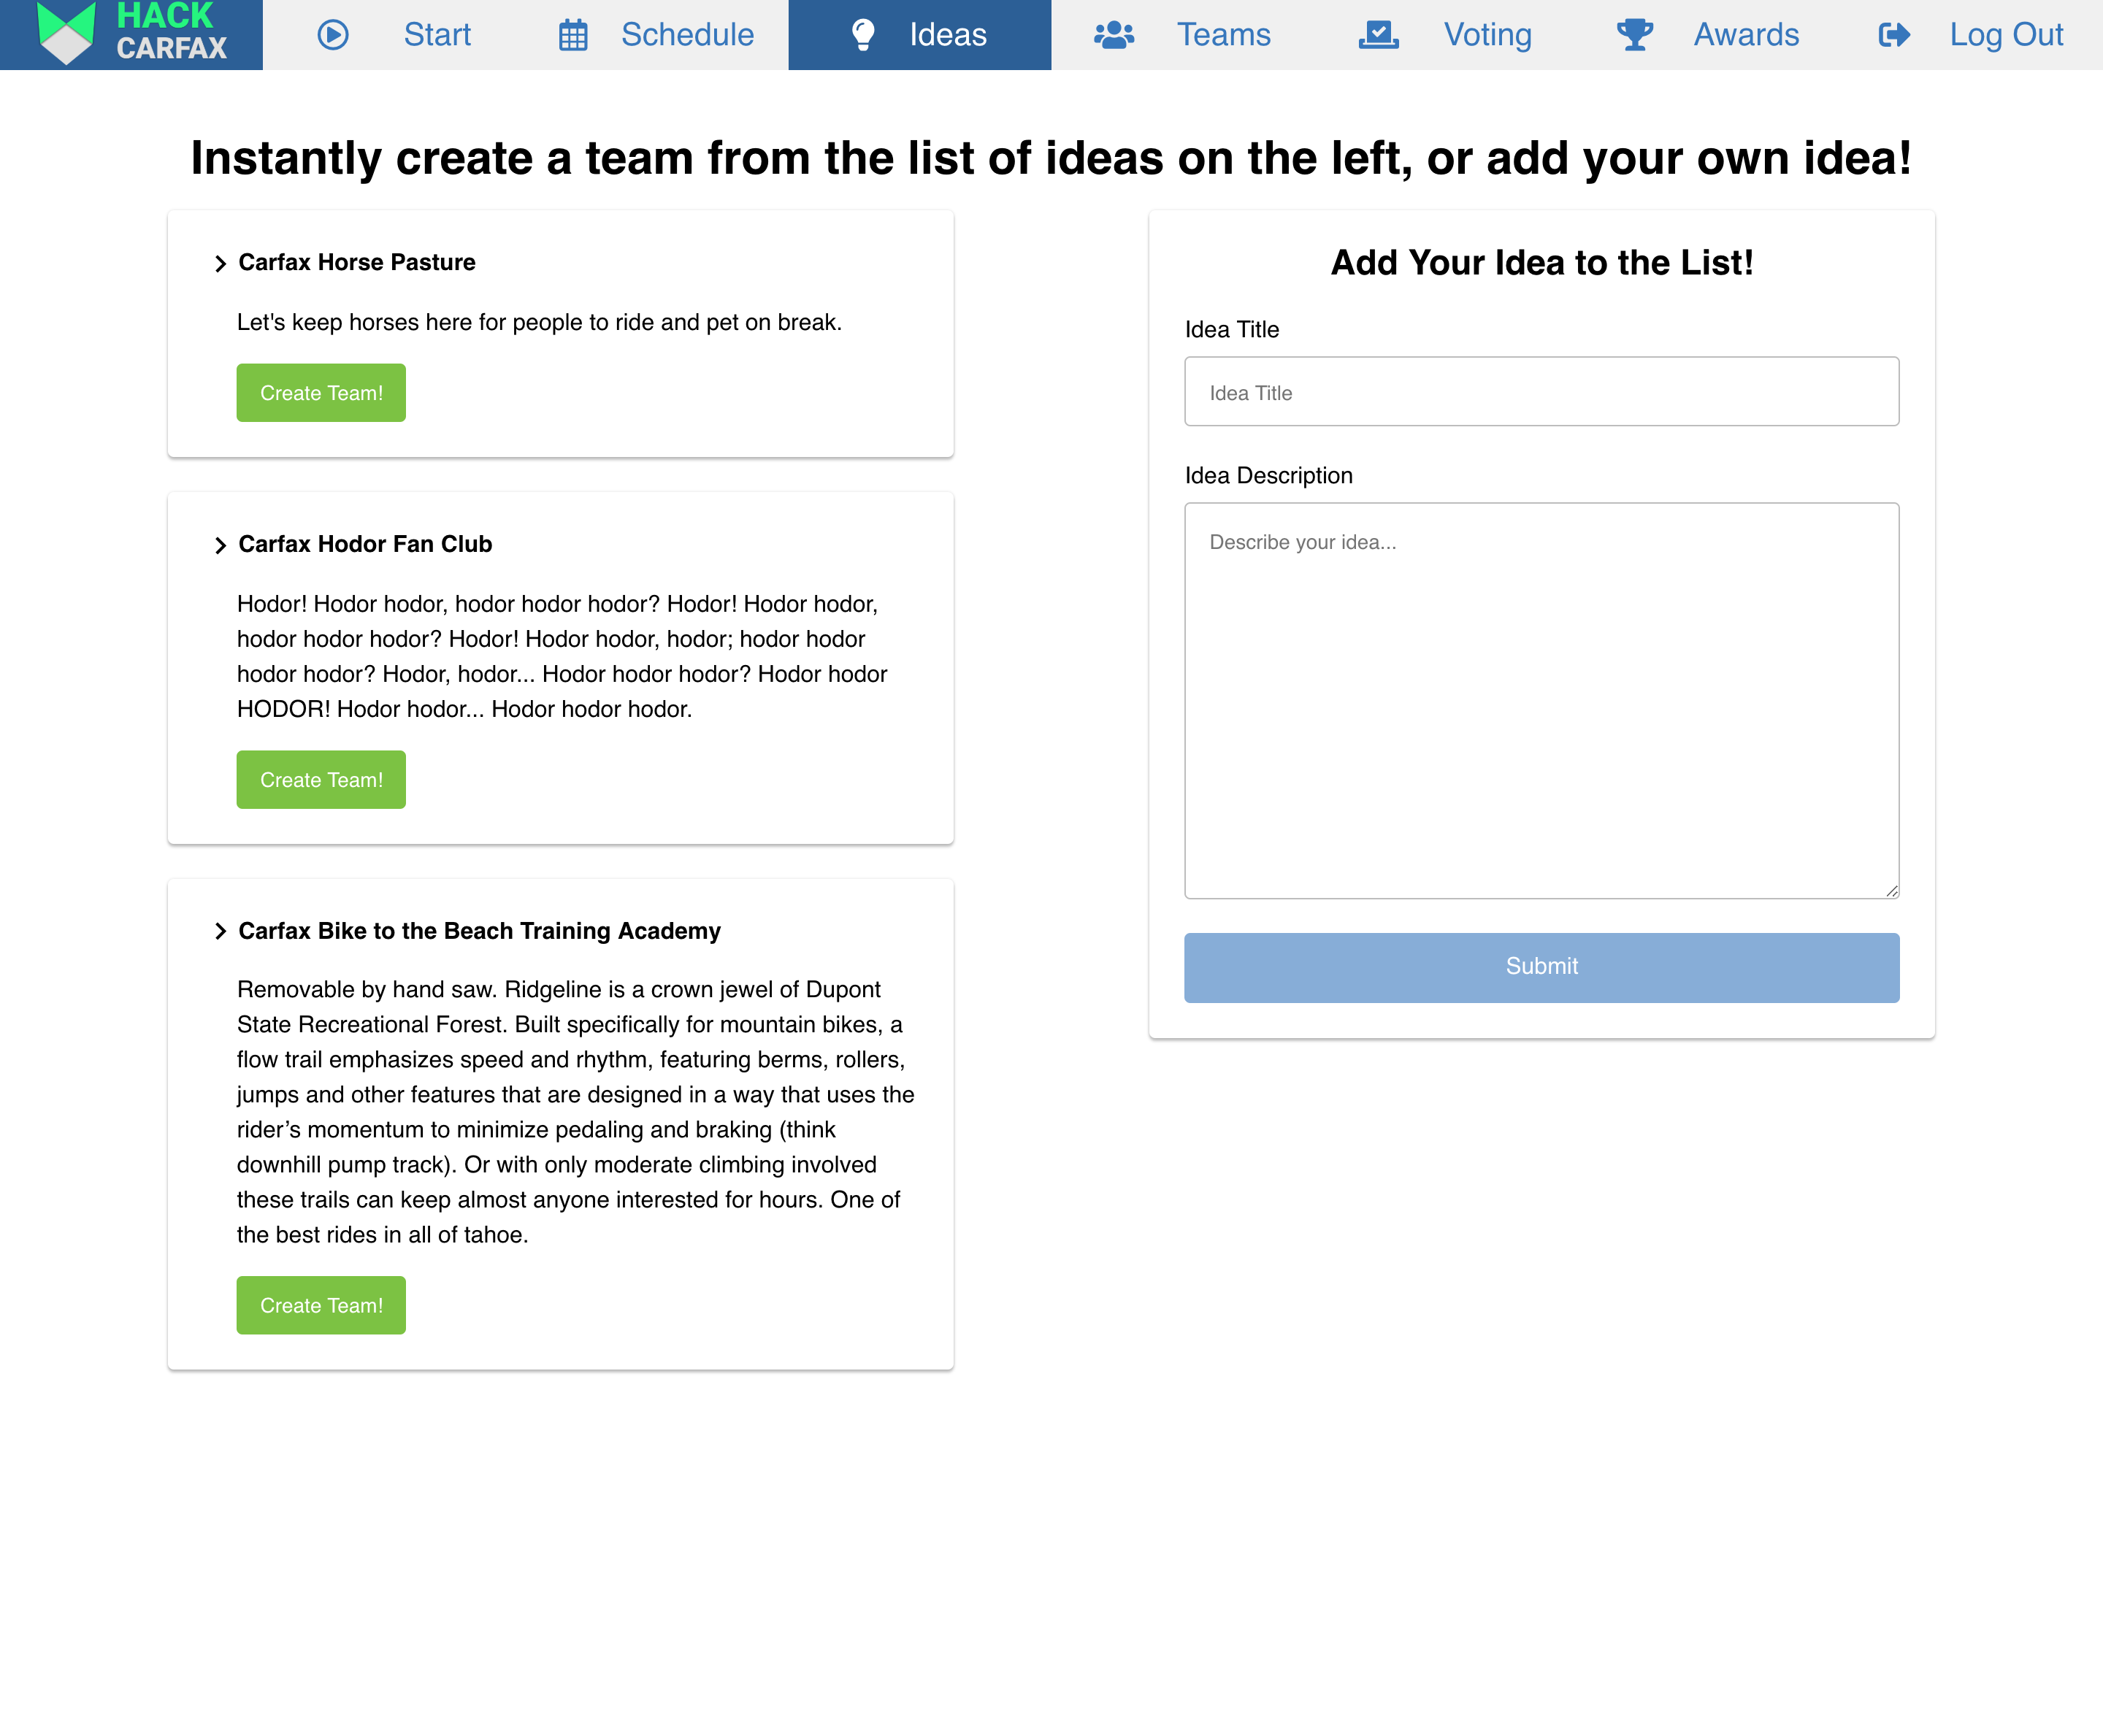 HACK
CARFAX
Start
Schedule
Ideas
Teams
Voting
Awards
Log Out
Instantly create a team from the list of ideas on the left, or add your own idea!
Carfax Horse Pasture
Let's keep horses here for people to ride and pet on break.
Create Team!
Carfax Hodor Fan Club
Hodor! Hodor hodor, hodor hodor hodor? Hodor! Hodor hodor,
hodor hodor hodor? Hodor! Hodor hodor, hodor; hodor hodor
hodor hodor? Hodor, hodor... Hodor hodor hodor? Hodor hodor
HODOR! Hodor hodor... Hodor hodor hodor.
Create Team!
Carfax Bike to the Beach Training Academy
Removable by hand saw. Ridgeline is a crown jewel of Dupont
State Recreational Forest. Built specifically for mountain bikes, a
flow trail emphasizes speed and rhythm, featuring berms, rollers,
jumps and other features that are designed in a way that uses the
rider’s momentum to minimize pedaling and braking (think
downhill pump track). Or with only moderate climbing involved
these trails can keep almost anyone interested for hours. One of
the best rides in all of tahoe.
Create Team!
Add Your Idea to the List!
Idea Title
Idea Title
Idea Description
Describe your idea...
Submit